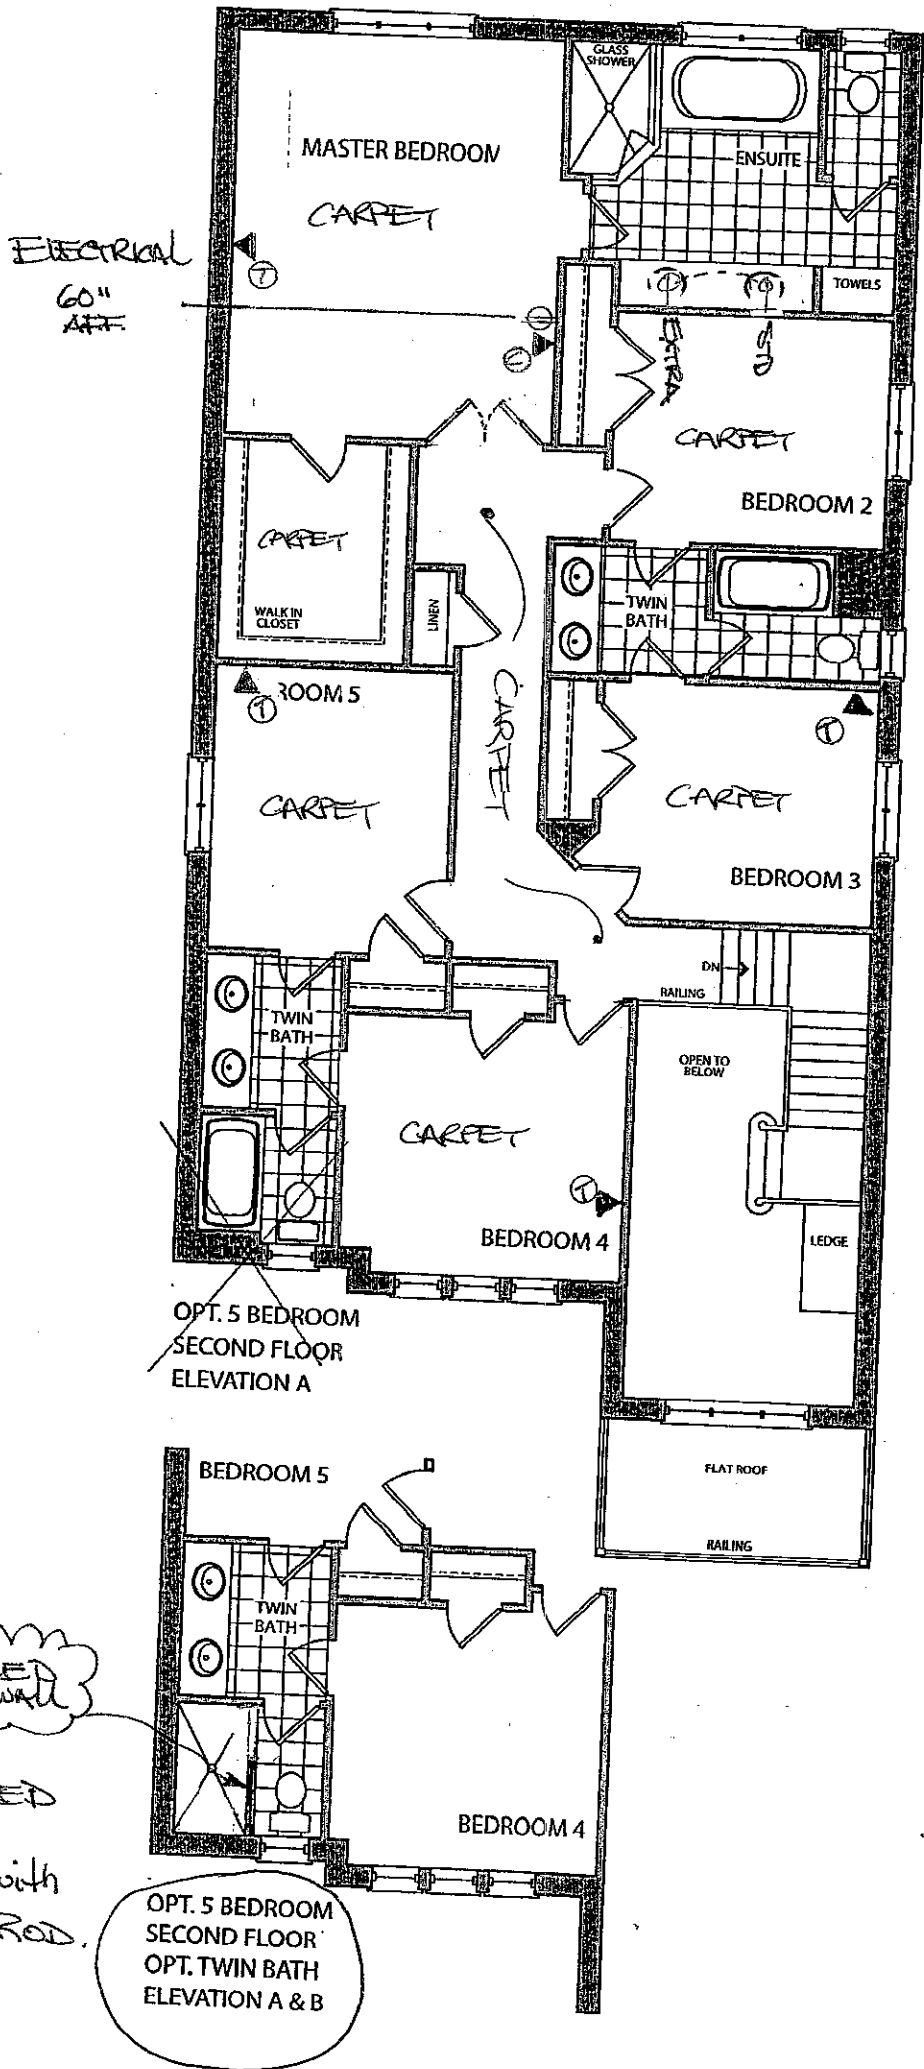 GLASS
SHOWER
MASTER BEDROOM
ENSUITE
CARPET
ELECTRICAL
60"
AFF.
T
TOWELS
EXTRA
STD
CARPET
BEDROOM 2
CARPET
WALK IN
CLOSET
LINEN
TWIN
BATH
ROOM 5
T
CARPET
T
CARPET
CARPET
BEDROOM 3
DN
RAILING
TWIN
BATH
OPEN TO
BELOW
CARPET
T
BEDROOM 4
LEDGE
OPT. 5 BEDROOM
SECOND FLOOR
ELEVATION A
BEDROOM 5
FLAT ROOF
RAILING
TWIN
BATH
WALL
BEDROOM 4
with
ROD.
OPT. 5 BEDROOM
SECOND FLOOR
OPT. TWIN BATH
ELEVATION A & B